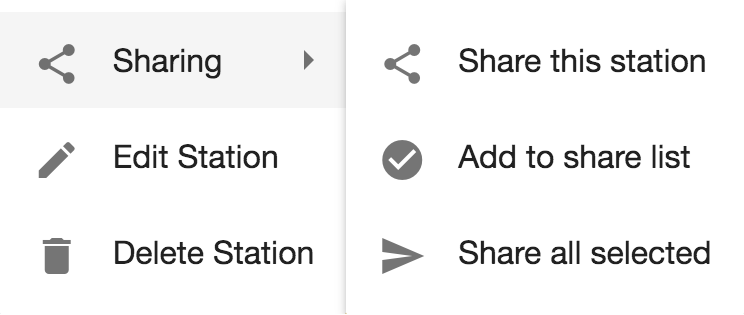 Sharing
Edit Station
Delete Station
Share this station
Add to share list
Share all selected